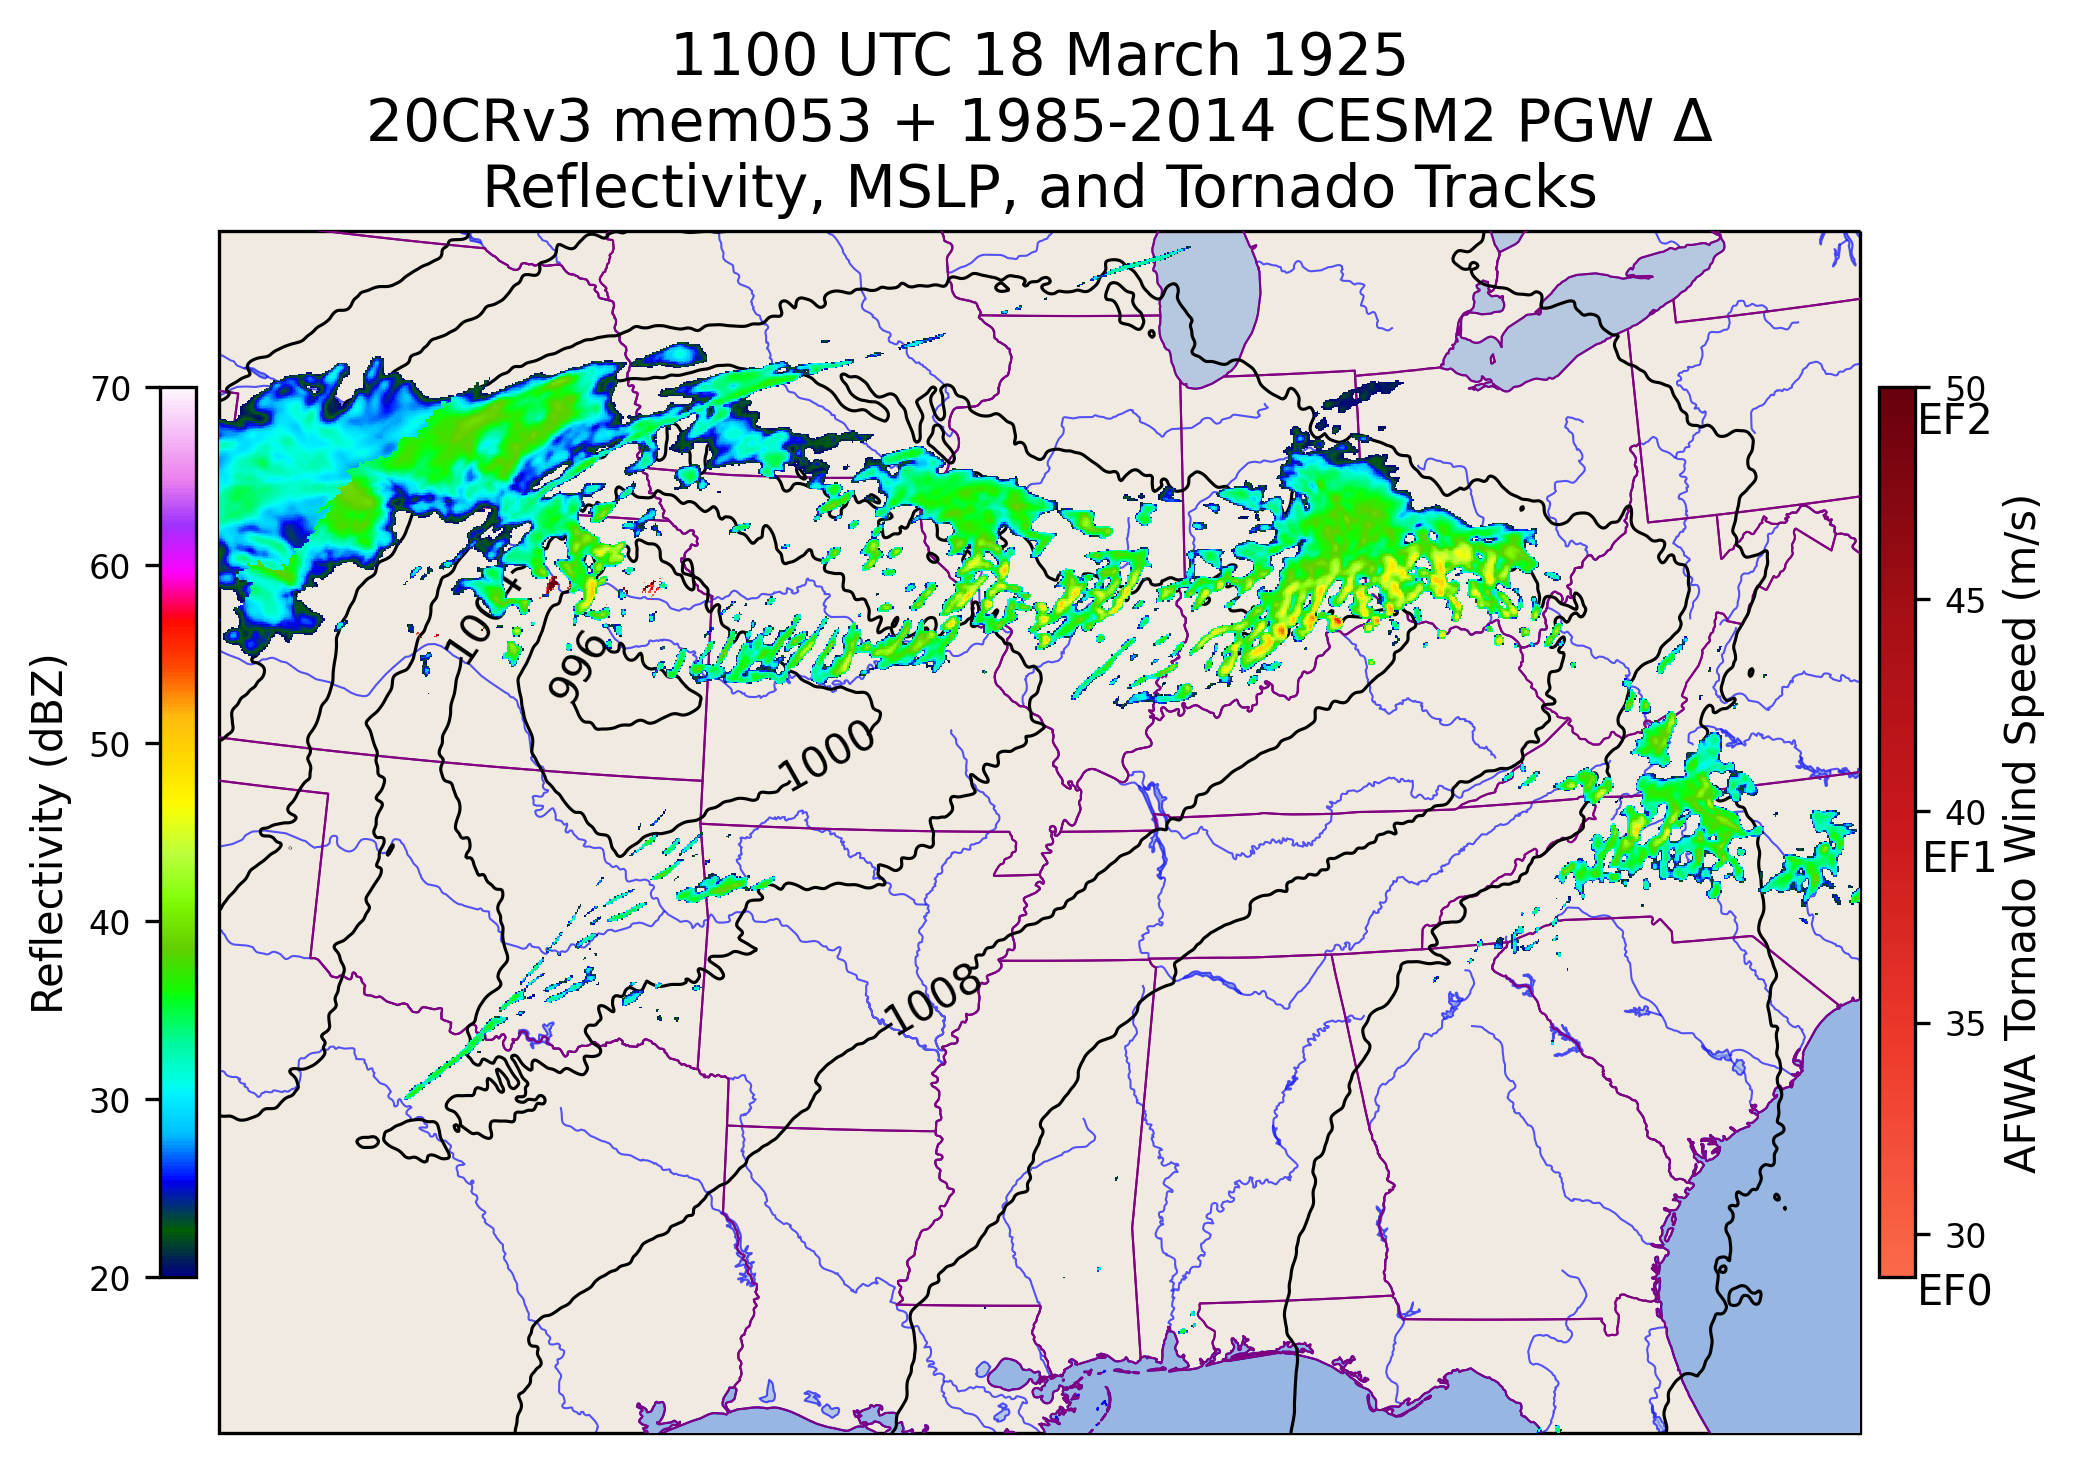 1100 UTC 18 March 1925
20CRv3 mem053 + 1985-2014 CESM2 PGW Δ
Reflectivity, MSLP, and Tornado Tracks
70
60
50
40
30
20
Reflectivity (dBZ)
1004
996
1000
1008
50
EF2
45
40
EF1
35
30
EF0
AFWA Tornado Wind Speed (m/s)